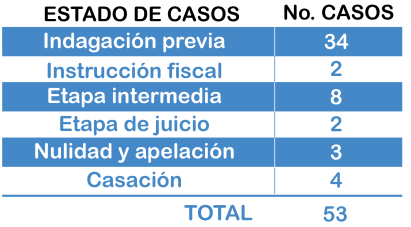 ESTADO DE CASOS No. CASOS
Indagación previa 34
Instrucción fiscal 2
Etapa intermedia 8
Etapa de juicio 2
Nulidad y apelación 3
Casación 4
TOTAL 53